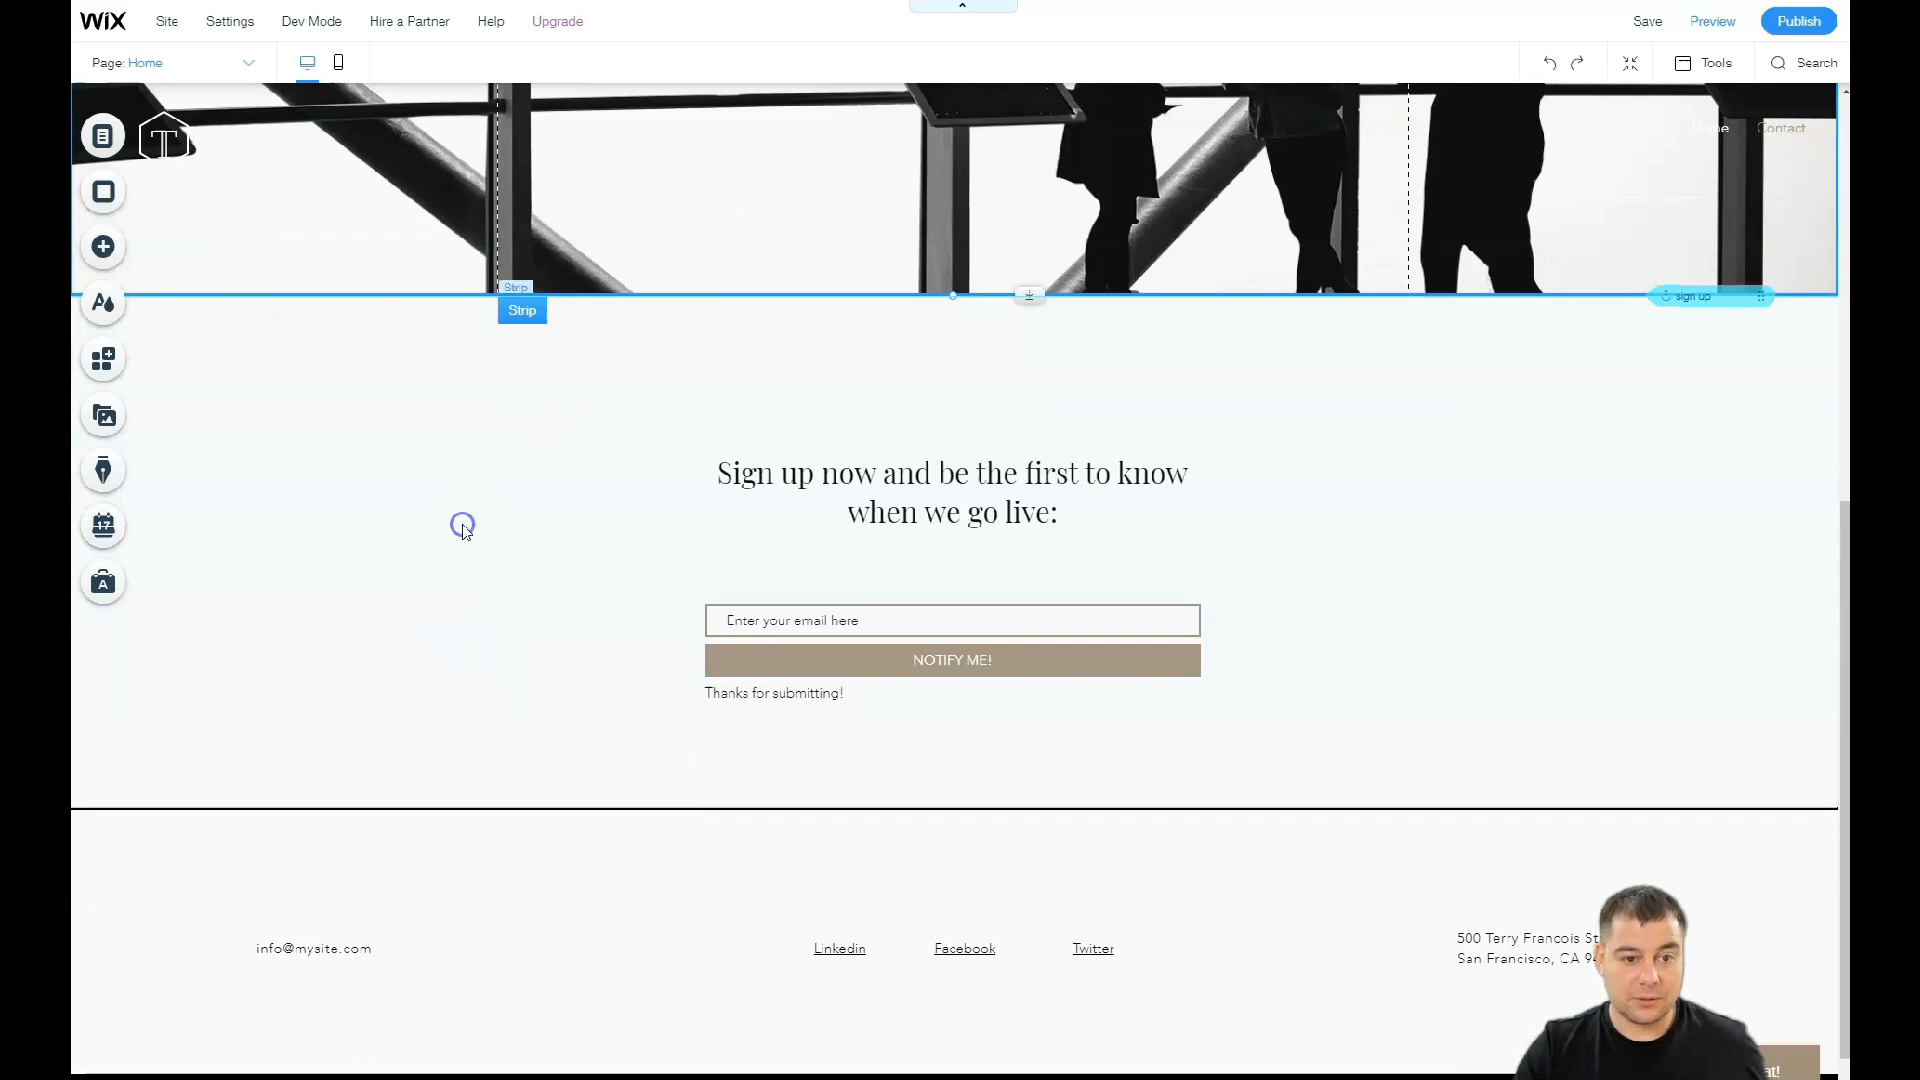 WIX Site Settings Dev Mode Hire a Partner Help Upgrade Save Preview Publish
Page: Home Tools Search
T
Home Contact
Strip
Strip
sign up
Sign up now and be the first to know
when we go live:
17
A
Enter your email here
NOTIFY ME!
Thanks for submitting!
info@mysite.com Linkedin Facebook Twitter
500 Terry Francois
San Francisco, CA